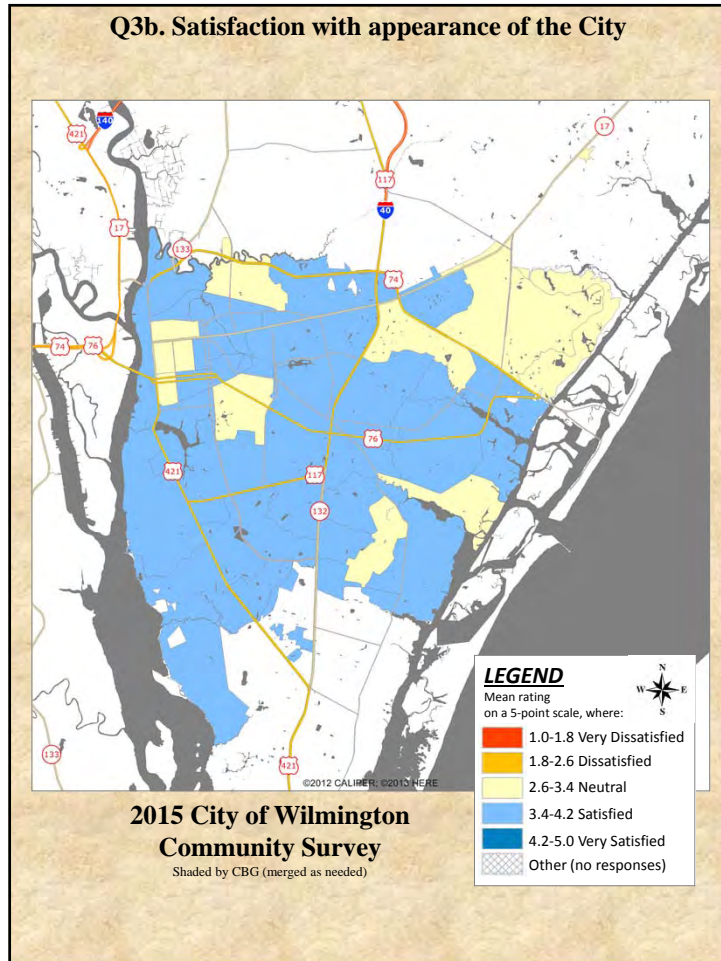 Q3b. Satisfaction with appearance of the City
140
421
17
117
40
17
133
74
74
76
76
421
117
132
133
421
©2012 CALIPER; ©2013 HERE
LEGEND
Mean rating
on a 5-point scale, where:
N
W E
S
1.0-1.8 Very Dissatisfied
1.8-2.6 Dissatisfied
2.6-3.4 Neutral
3.4-4.2 Satisfied
4.2-5.0 Very Satisfied
Other (no responses)
2015 City of Wilmington
Community Survey
Shaded by CBG (merged as needed)